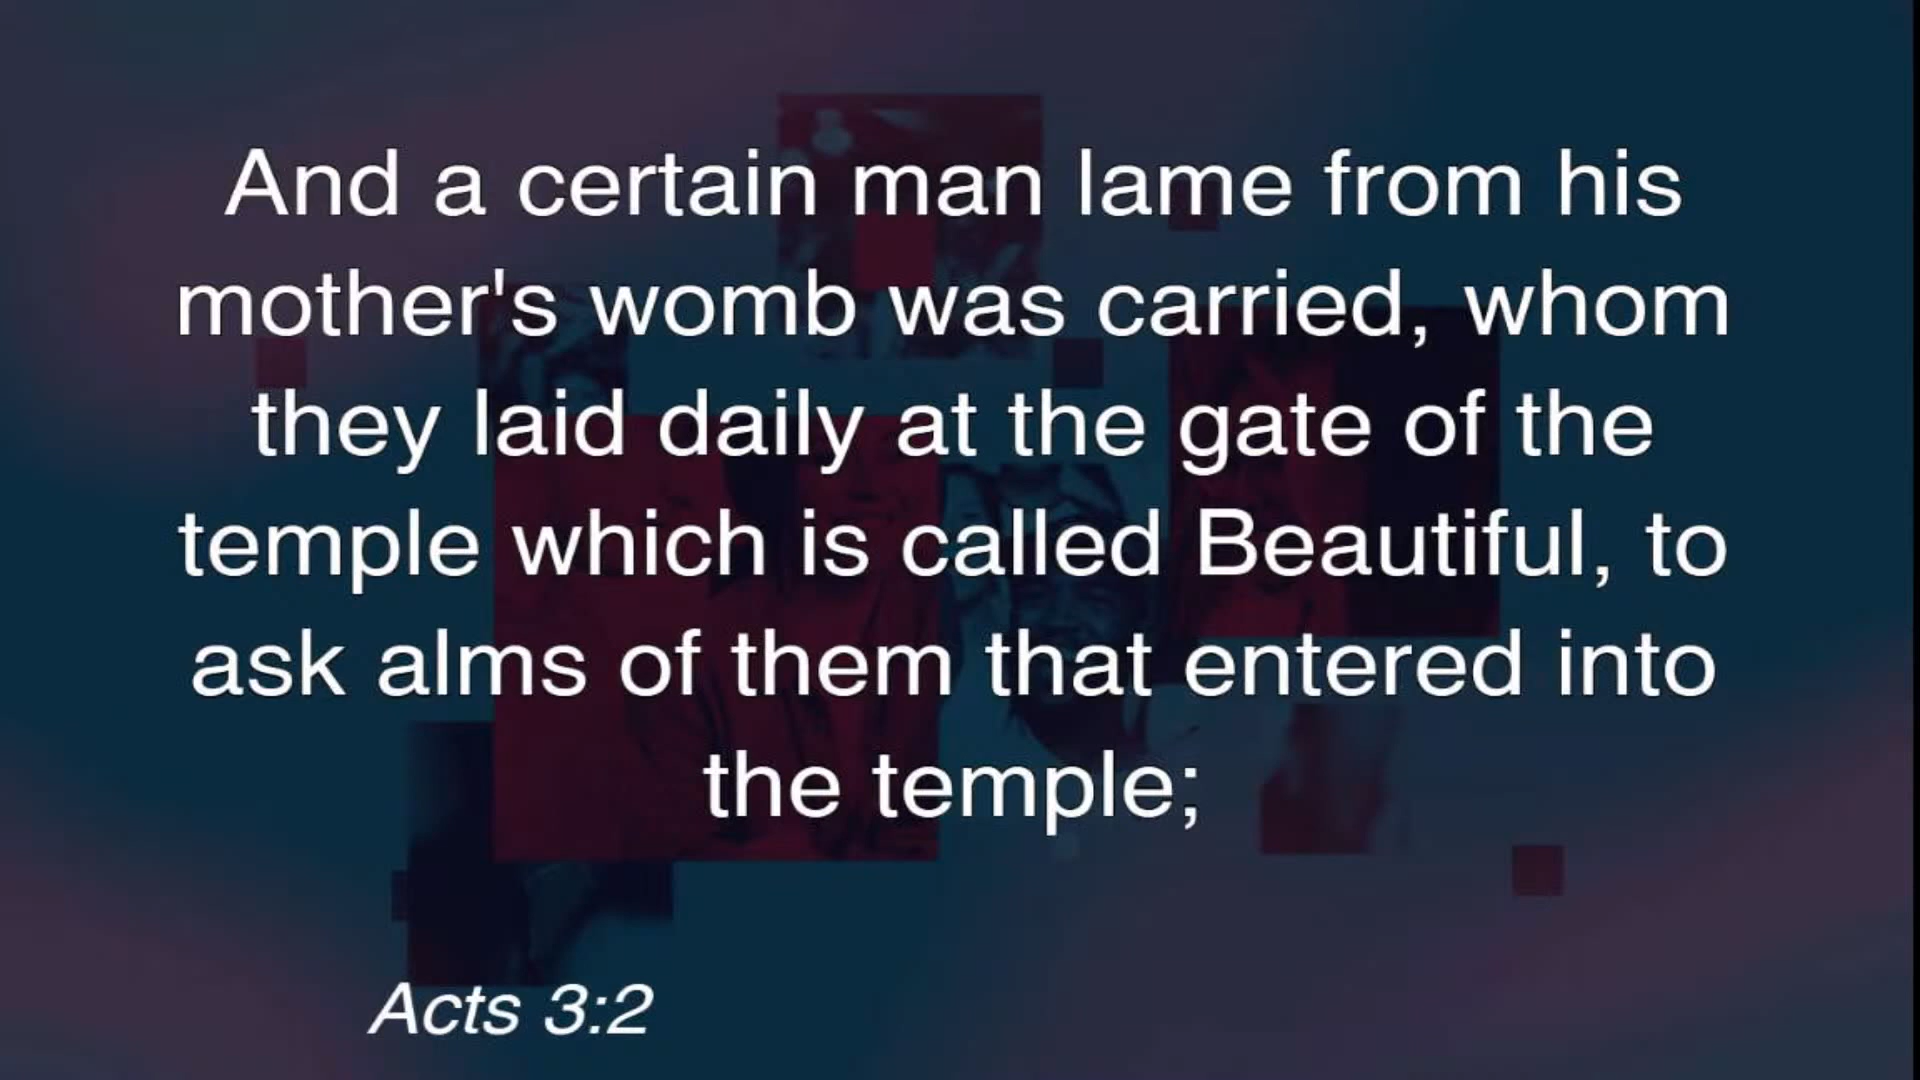 And a certain man lame from his
mother's womb was carried, whom
they laid daily at the gate of the
temple which is called Beautiful, to
ask alms of them that entered into
the temple;
Acts 3:2